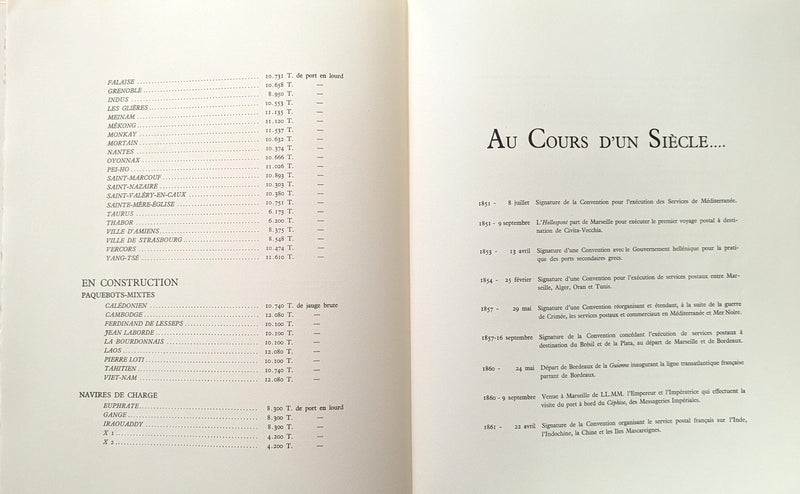 FALAISE ........ 10.731 T. de port en lourd
GRENOBLE ........ 10.658 T. —
INDUS ........ 8.950 T. —
LES GLIÈRES ........ 10.553 T. —
MEINAM ........ 11.135 T. —
MÉKONG ........ 11.120 T. —
MONKAY ........ 11.537 T. —
MORTAIN ........ 10.632 T. —
NANTES ........ 10.374 T. —
OYONNAX ........ 10.666 T. —
PEI-HO ........ 11.026 T. —
SAINT-MARCOUF ........ 10.893 T. —
SAINT-NAZAIRE ........ 10.303 T. —
SAINT-VALÉRY-EN-CAUX ........ 10.380 T. —
SAINTE-MÈRE-ÉGLISE ........ 10.751 T. —
TAURUS ........ 6.173 T. —
THABOR ........ 6.200 T. —
VILLE D'AMIENS ........ 8.375 T. —
VILLE DE STRASBOURG ........ 8.548 T. —
VERCORS ........ 10.474 T. —
YANG-TSÉ ........ 11.610 T. —
EN CONSTRUCTION
PAQUEBOTS-MIXTES
CALÉDONIEN ........ 10.740 T. de jauge brute
CAMBODGE ........ 12.080 T. —
FERDINAND DE LESSEPS ........ 10.100 T. —
JEAN LABORDE ........ 10.100 T. —
LA BOURDONNAIS ........ 10.100 T. —
LAOS ........ 12.080 T. —
PIERRE LOTI ........ 10.100 T. —
TAHITIEN ........ 10.740 T. —
VIET-NAM ........ 12.080 T. —
NAVIRES DE CHARGE
EUPHRATE ........ 8.300 T. de port en lourd
GANGE ........ 8.300 T. —
IRAOUADDY ........ 8.300 T. —
X 1 ........ 4.200 T. —
X 2 ........ 4.200 T. —
AU COURS D'UN SIÈCLE....
1851 - 8 juillet Signature de la Convention pour l'exécution des Services de Méditerranée.
1851 - 9 septembre L'Hellespont part de Marseille pour exécuter le premier voyage postal à desti-
nation de Civita-Vecchia.
1853 - 13 avril Signature d'une Convention avec le Gouvernement hellénique pour la prati-
que des ports secondaires grecs.
1854 - 25 février Signature d'une Convention pour l'exécution de services postaux entre Mar-
seille, Alger, Oran et Tunis.
1857 - 29 mai Signature d'une Convention réorganisant et étendant, à la suite de la guerre
de Crimée, les services postaux et commerciaux en Méditerranée et Mer Noire.
1857-16 septembre Signature de la Convention concédant l'exécution de services postaux à
destination du Brésil et de la Plata, au départ de Marseille et de Bordeaux.
1860 - 24 mai Départ de Bordeaux de la Guienne inaugurant la ligne transatlantique française
partant de Bordeaux.
1860 - 9 septembre Venue à Marseille de LL.MM. l'Empereur et l'Impératrice qui effectuent la
visite du port à bord du Céphise, des Messageries Impériales.
1861 - 22 avril Signature de la Convention organisant le service postal français sur l'Inde,
l'Indochine, la Chine et les Iles Mascareignes.